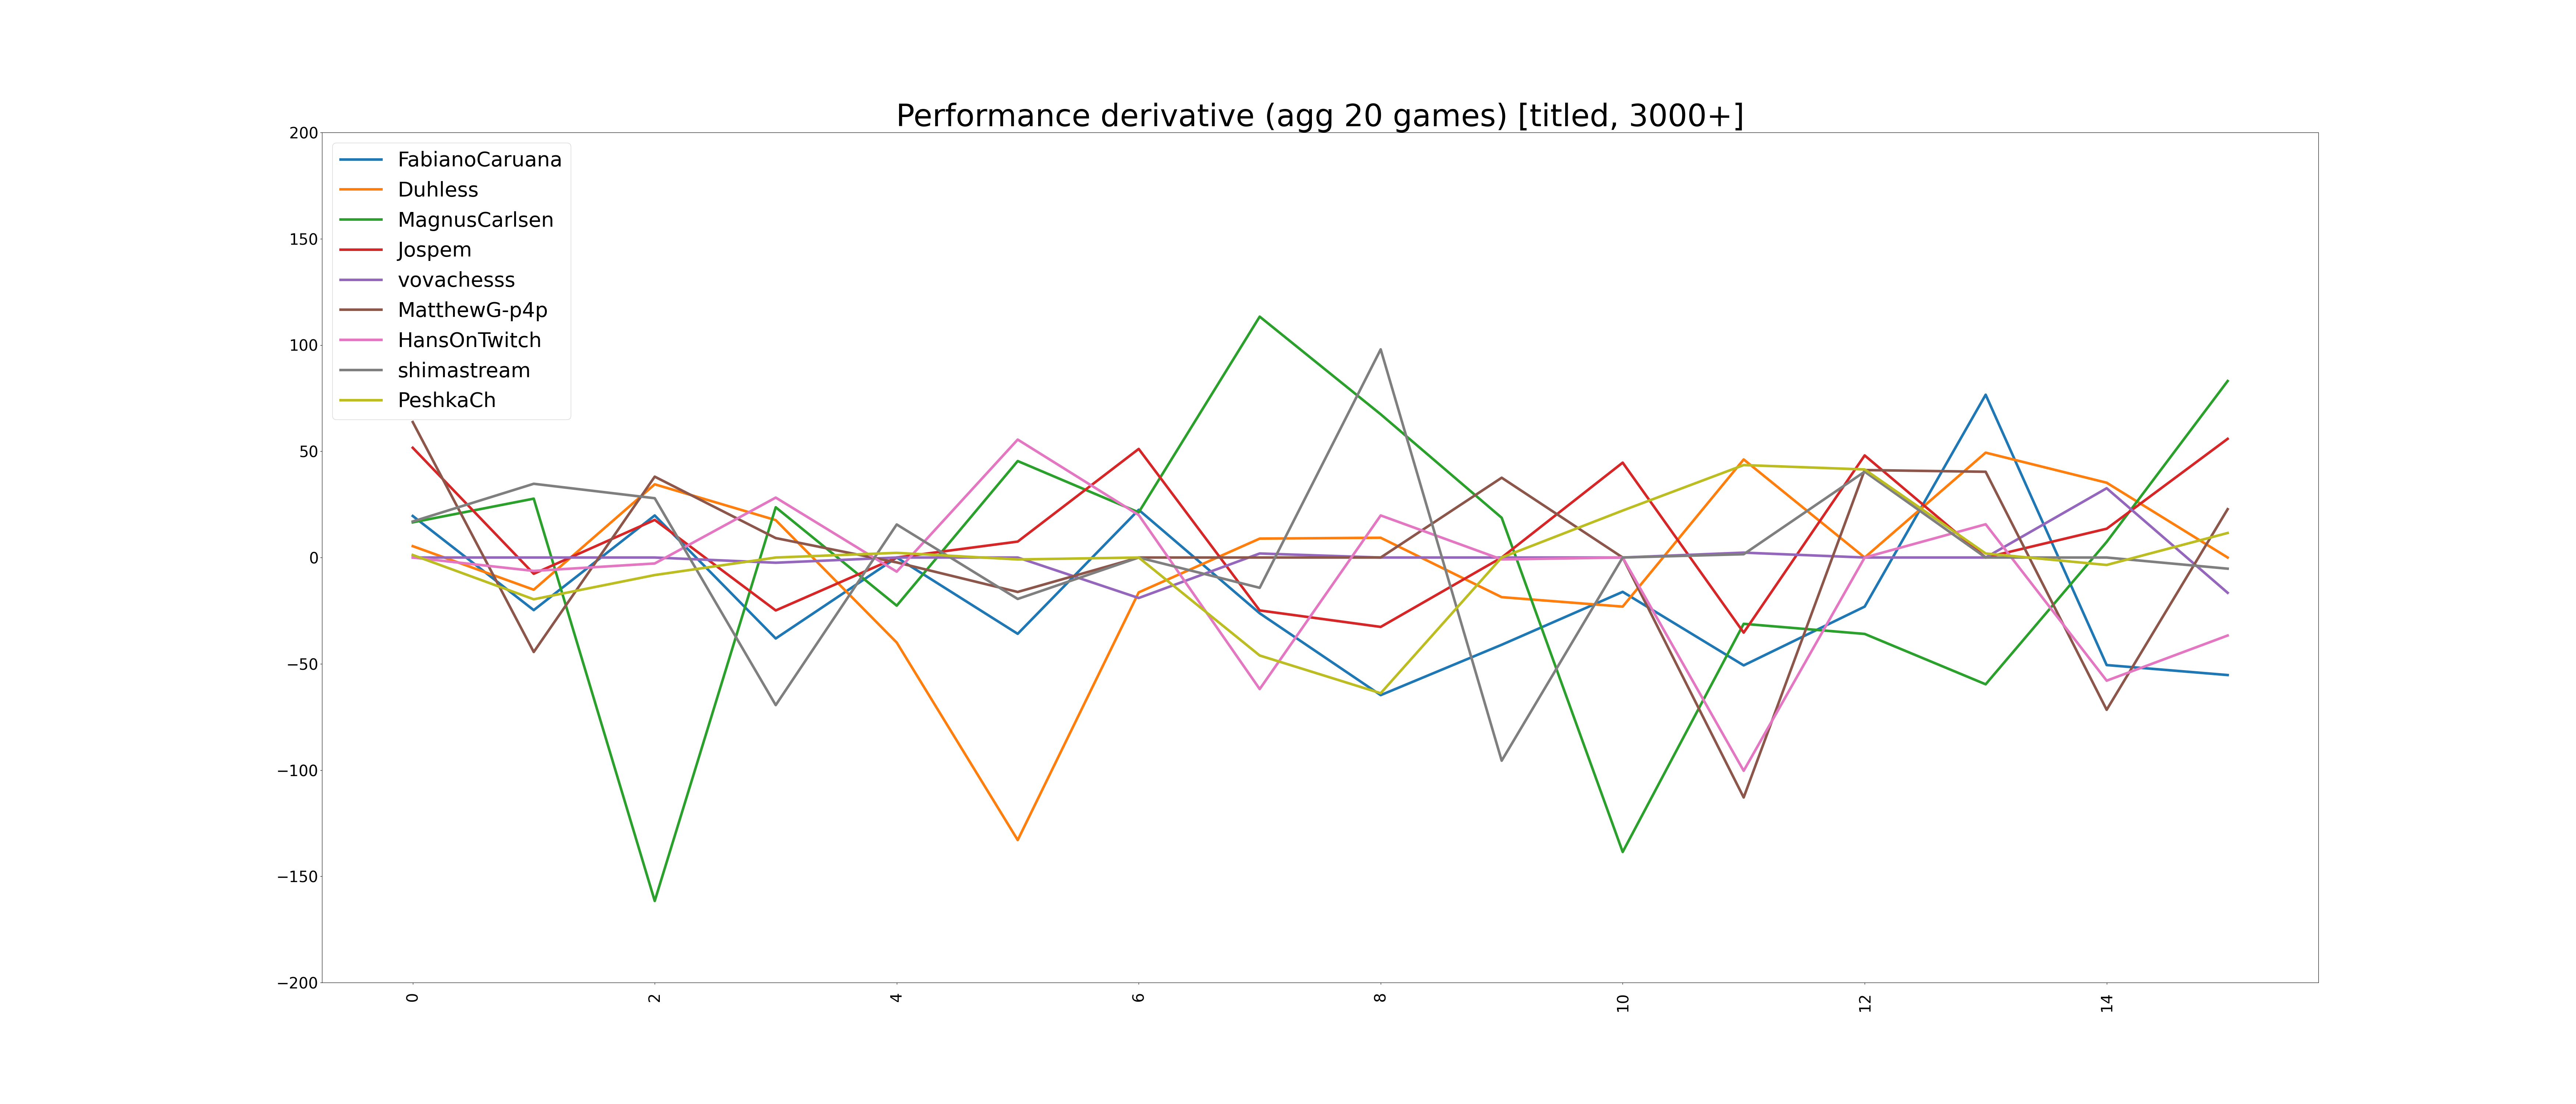 Performance derivative (agg 20 games) [titled, 3000+]
200
150
100
50
0
−50
−100
−150
−200
FabianoCaruana
Duhless
MagnusCarlsen
Jospem
vovachesss
MatthewG-p4p
HansOnTwitch
shimastream
PeshkaCh
0
2
4
6
8
10
12
14